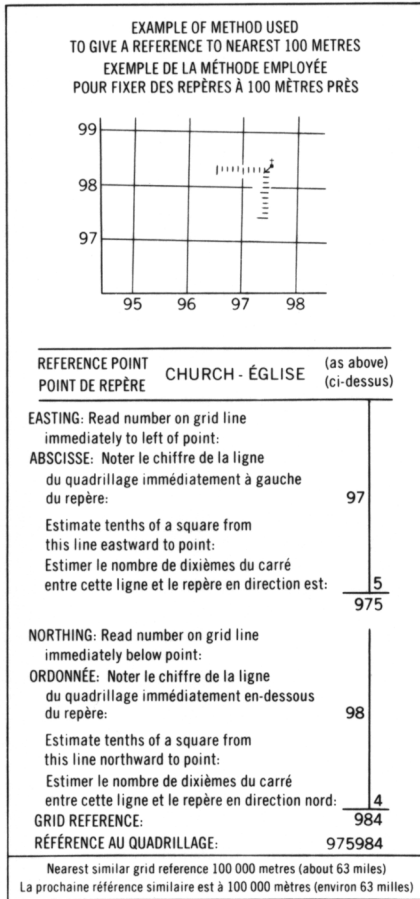 EXAMPLE OF METHOD USED
TO GIVE A REFERENCE TO NEAREST 100 METRES
EXEMPLE DE LA MÉTHODE EMPLOYÉE
POUR FIXER DES REPÈRES À 100 MÈTRES PRÈS
99
98
97
95 96 97 98
REFERENCE POINT
POINT DE REPÈRE
CHURCH - ÉGLISE
(as above)
(ci-dessus)
EASTING: Read number on grid line
immediately to left of point:
ABSCISSE: Noter le chiffre de la ligne
du quadrillage immédiatement à gauche
du repère: 97
Estimate tenths of a square from
this line eastward to point:
Estimer le nombre de dixièmes du carré
entre cette ligne et le repère en direction est: 5
975
NORTHING: Read number on grid line
immediately below point:
ORDONNÉE: Noter le chiffre de la ligne
du quadrillage immédiatement en-dessous
du repère: 98
Estimate tenths of a square from
this line northward to point:
Estimer le nombre de dixièmes du carré
entre cette ligne et le repère en direction nord: 4
GRID REFERENCE: 984
RÉFÉRENCE AU QUADRILLAGE: 975984
Nearest similar grid reference 100 000 metres (about 63 miles)
La prochaine référence similaire est à 100 000 mètres (environ 63 milles)